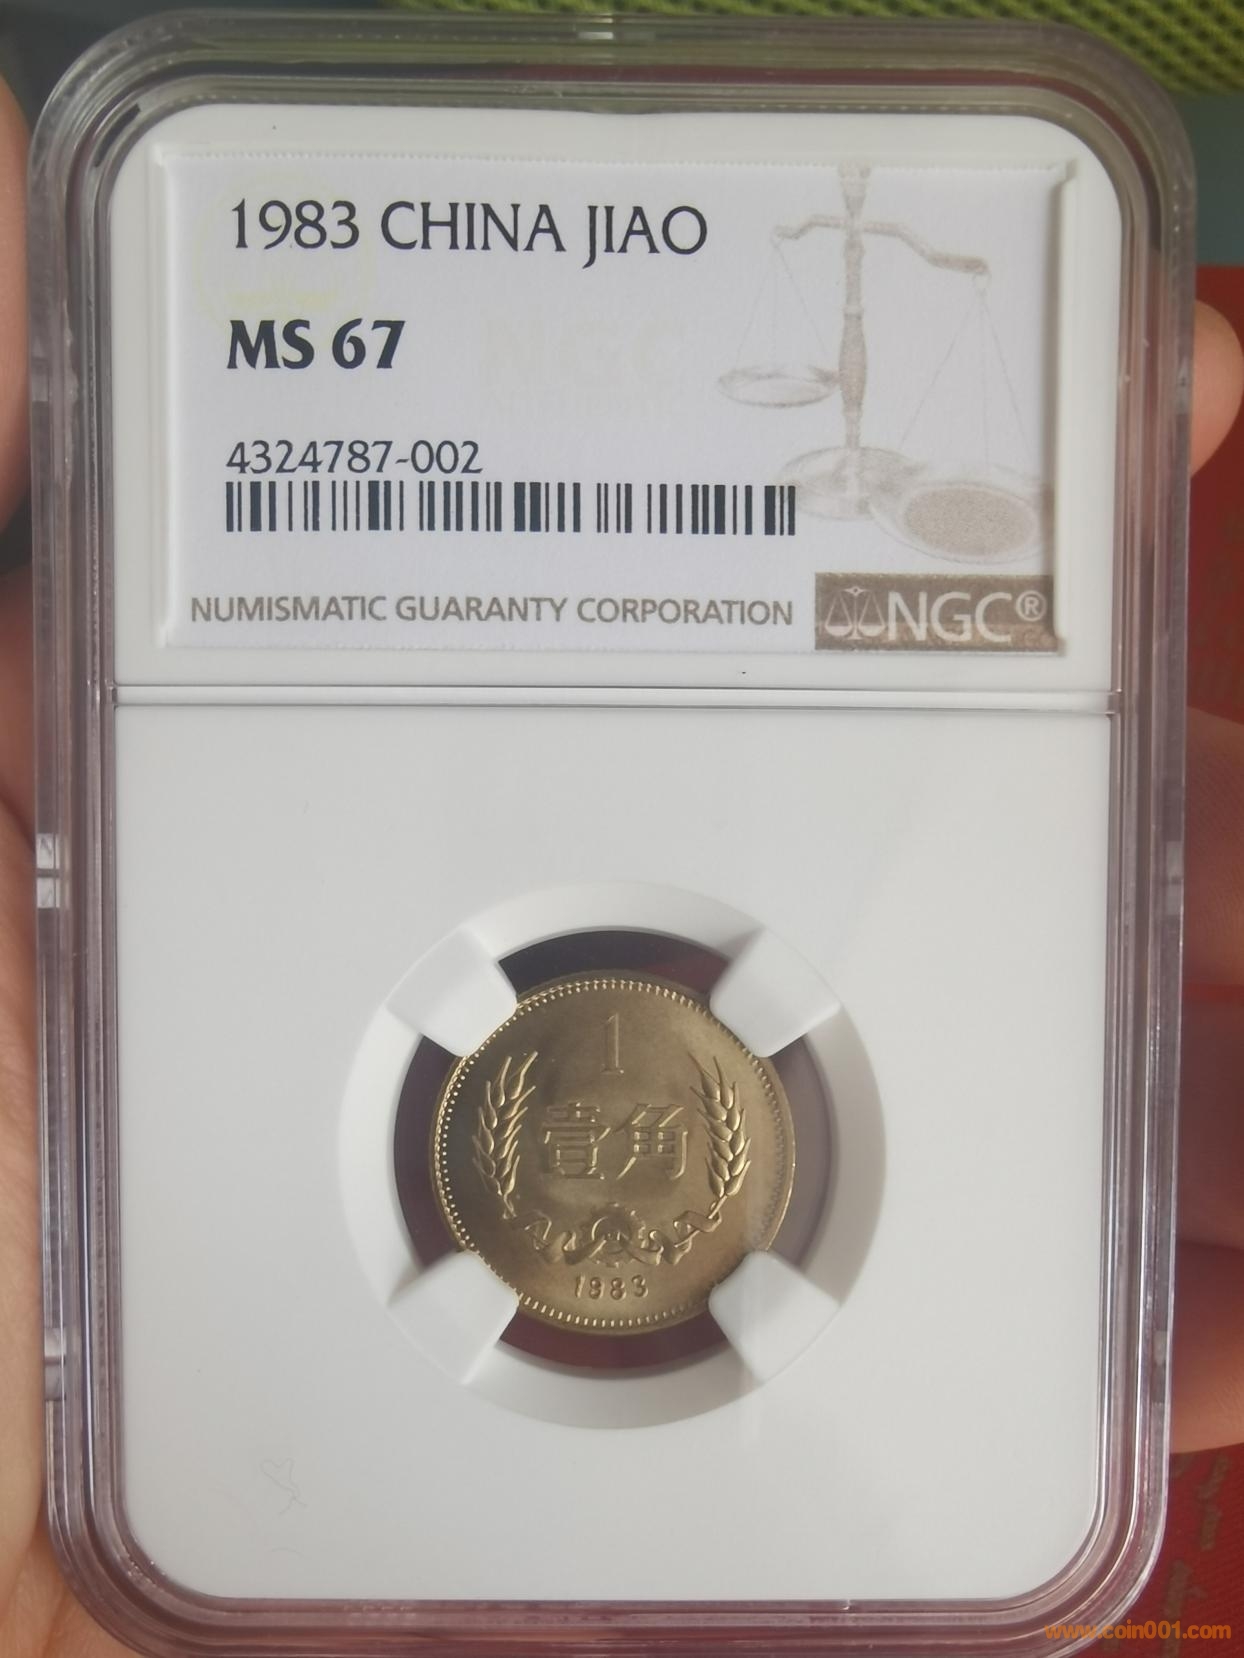 1983 CHINA JIAO
MS 67
4324787-002
NUMISMATIC GUARANTY CORPORATION
NGC®
1
壹角
1983
www.coin001.com